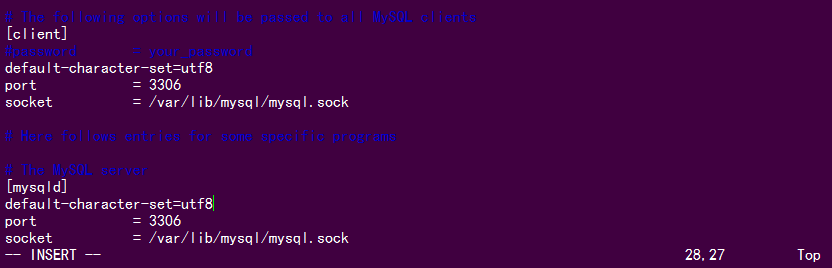 # The following options will be passed to all MySQL clients
[client]
#password = your_password
default-character-set=utf8
port = 3306
socket = /var/lib/mysql/mysql.sock
# Here follows entries for some specific programs
# The MySQL server
[mysqld]
default-character-set=utf8
port = 3306
socket = /var/lib/mysql/mysql.sock
-- INSERT -- 28,27 Top